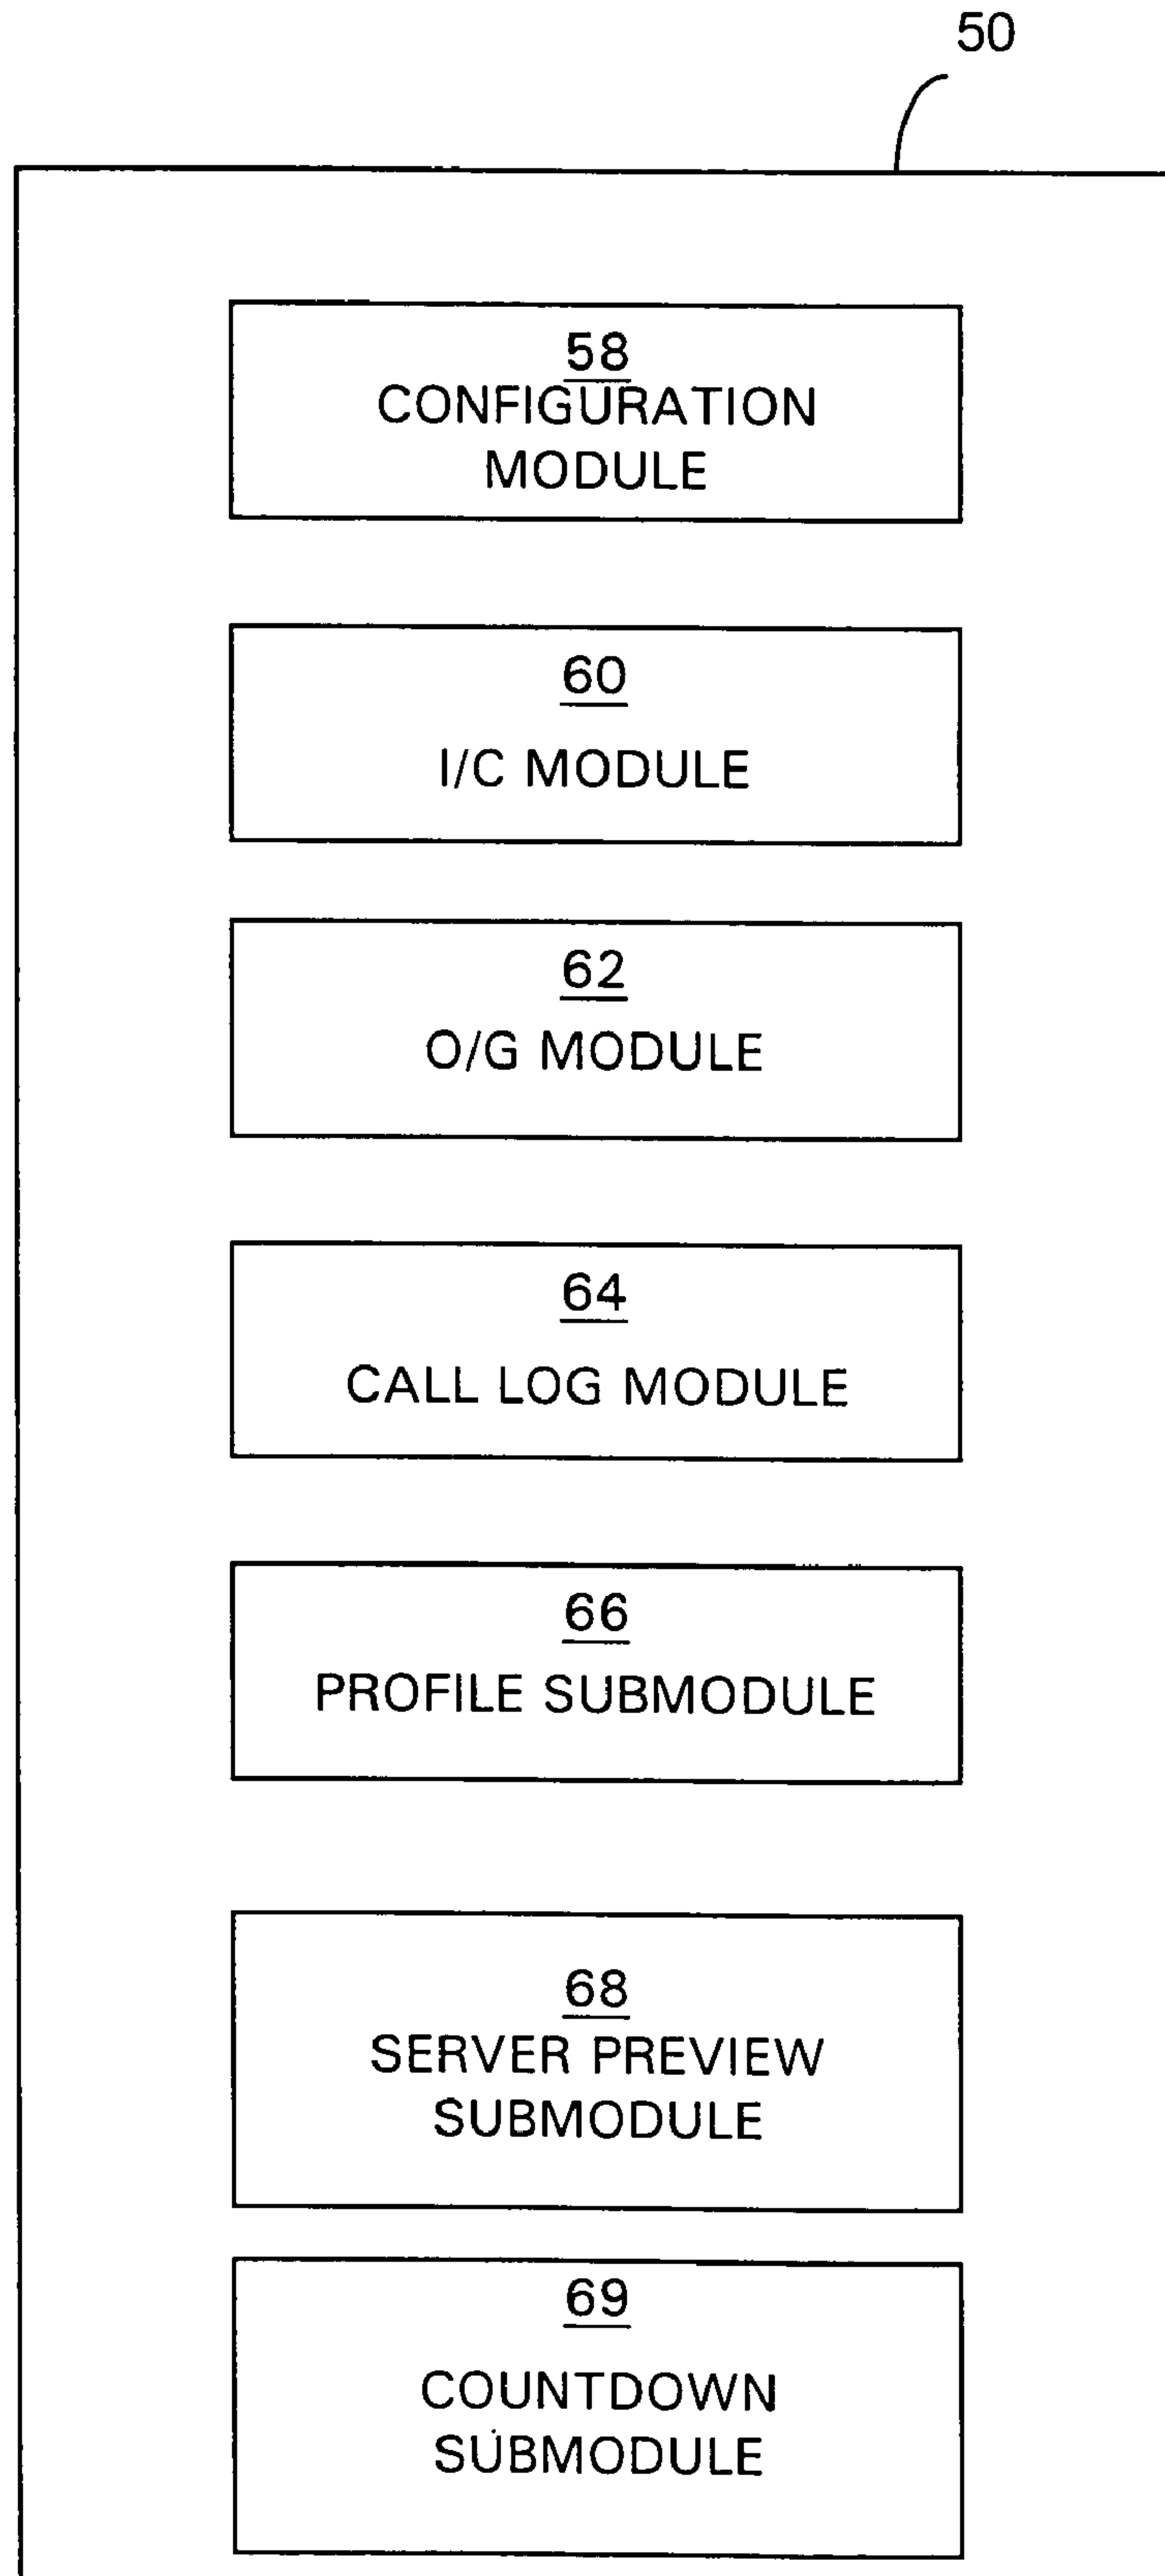 50
58
CONFIGURATION
MODULE
60
I/C MODULE
62
O/G MODULE
64
CALL LOG MODULE
66
PROFILE SUBMODULE
68
SERVER PREVIEW
SUBMODULE
69
COUNTDOWN
SUBMODULE